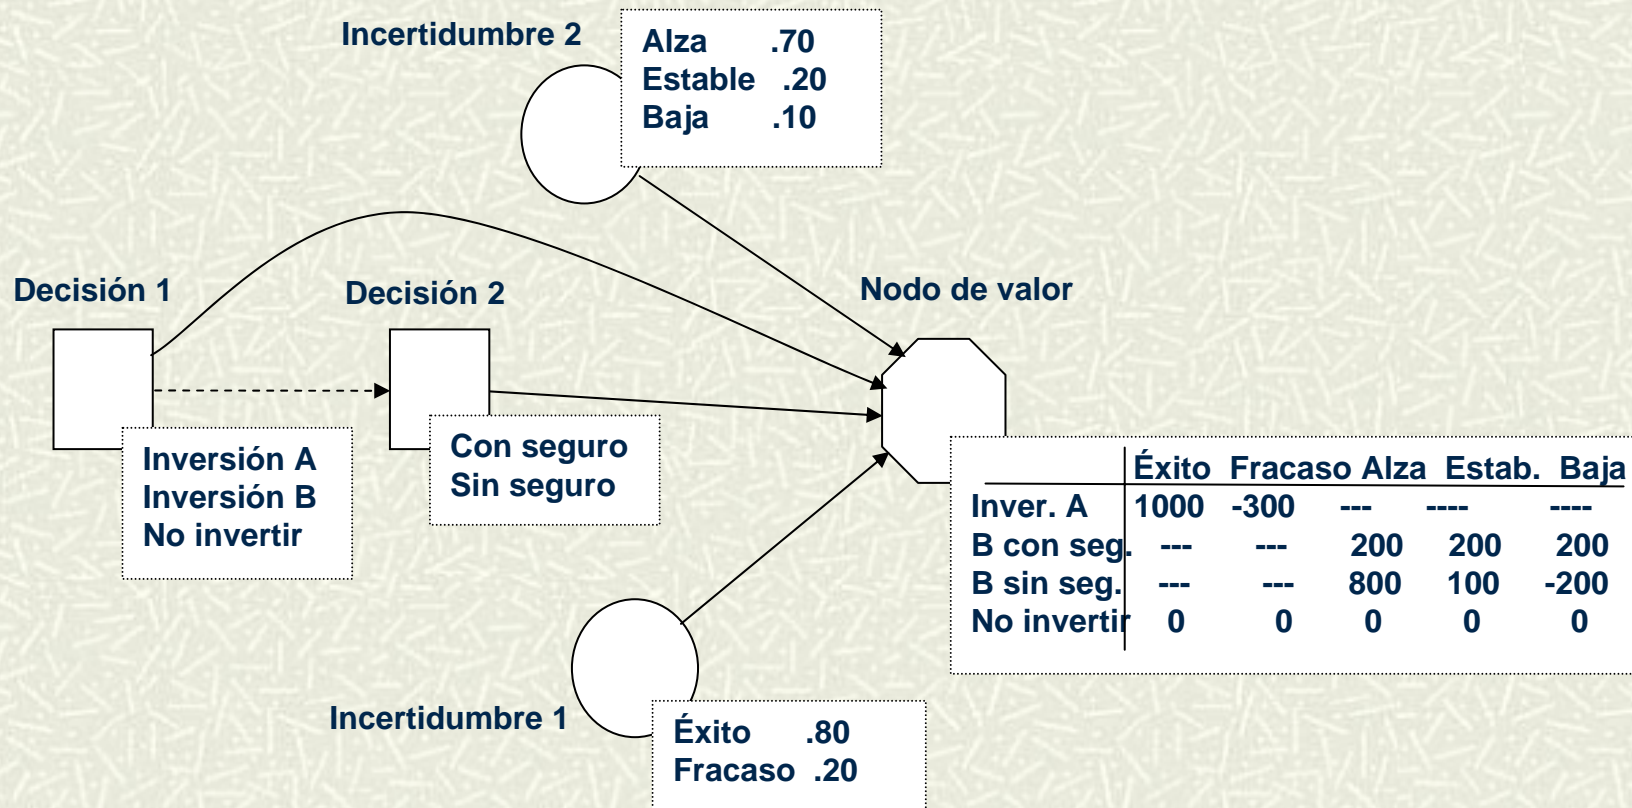 Incertidumbre 2
Alza .70
Estable .20
Baja .10
Decisión 1
Decisión 2
Nodo de valor
Inversión A
Inversión B
No invertir
Con seguro
Sin seguro
Éxito Fracaso Alza Estab. Baja
Inver. A 1000 -300 --- ---- ----
B con seg. --- --- 200 200 200
B sin seg. --- --- 800 100 -200
No invertir 0 0 0 0 0
Incertidumbre 1
Éxito .80
Fracaso .20